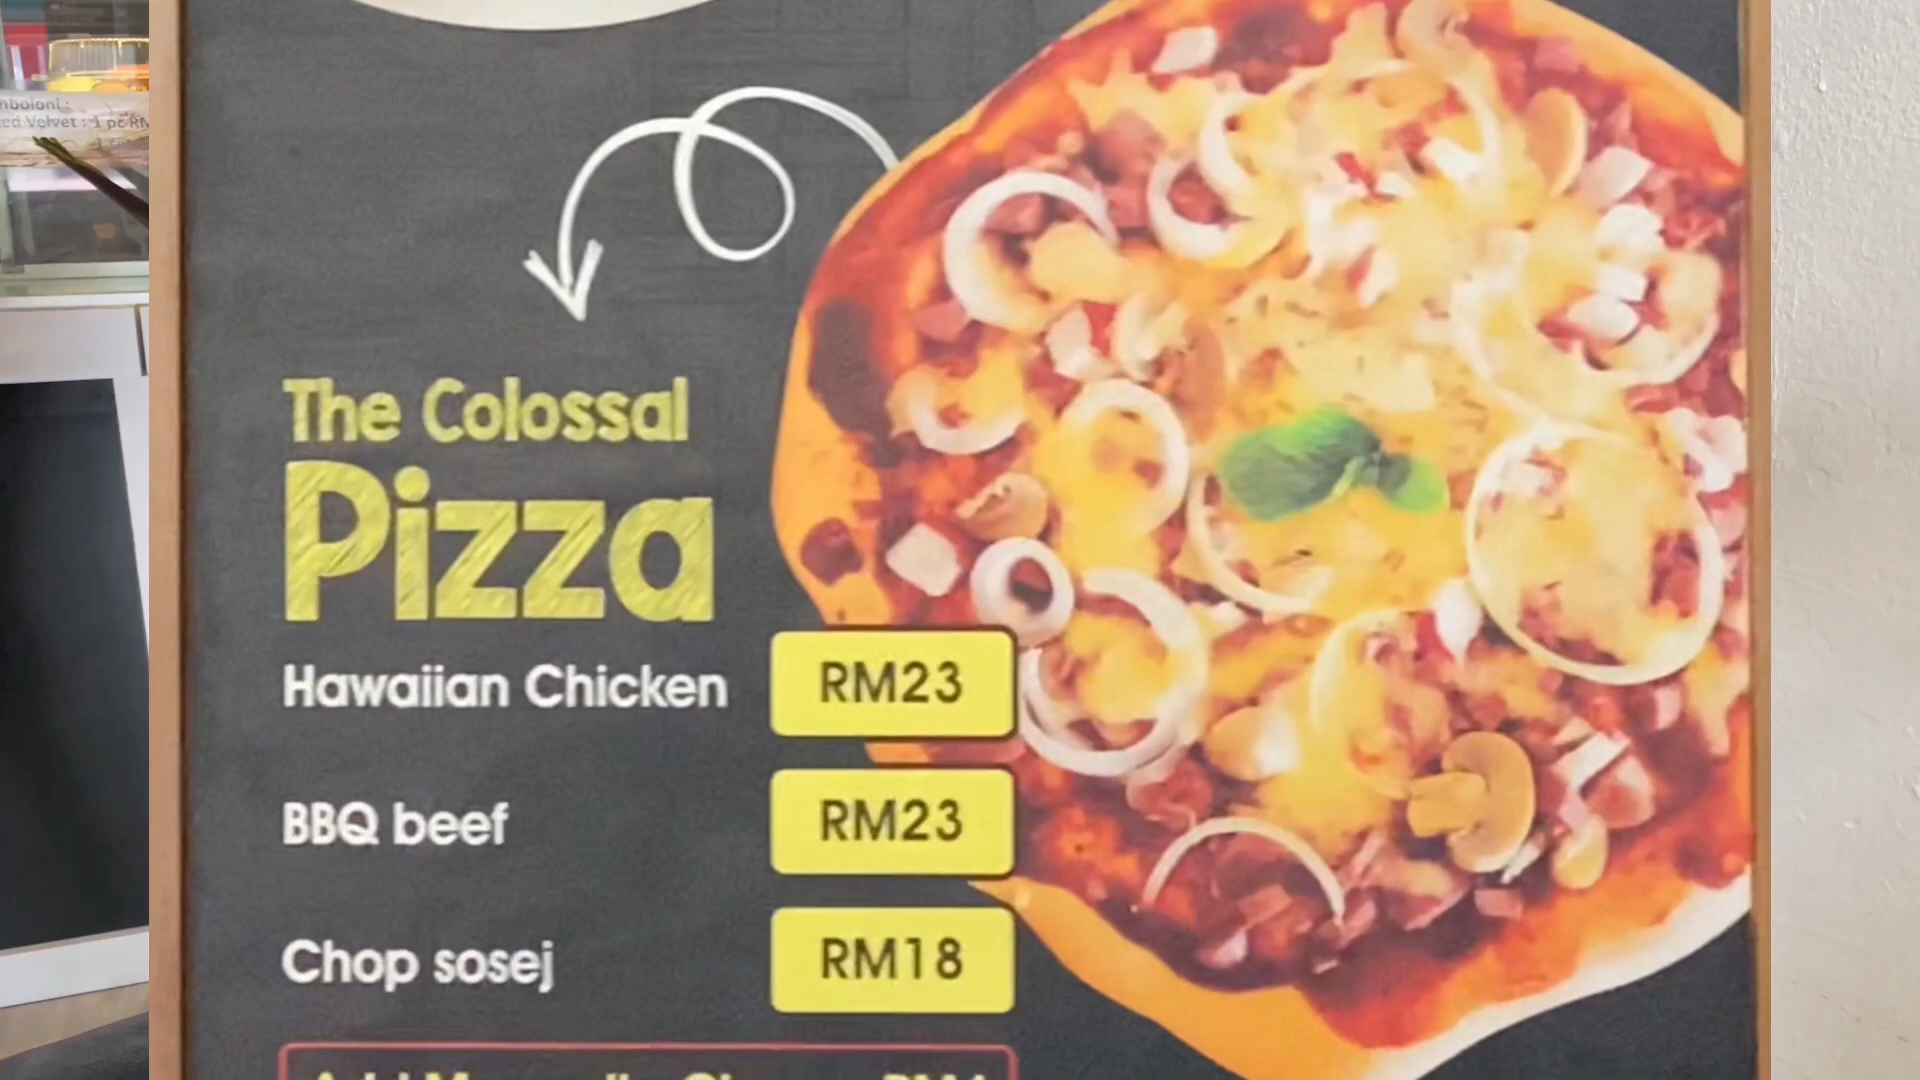 The Colossal
Pizza
Hawaiian Chicken RM23
BBQ beef RM23
Chop sosej RM18